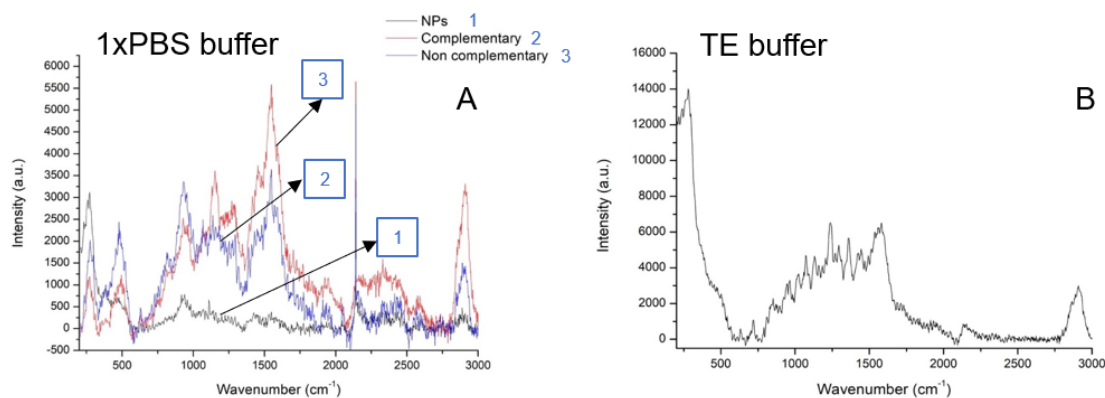 1xPBS buffer
NPs 1
Complementary 2
Non complementary 3
A
3
2
1
6000
5500
5000
4500
4000
3500
3000
2500
2000
1500
1000
500
0
-500
Intensity (a.u.)
500 1000 1500 2000 2500 3000
Wavenumber (cm-1)
TE buffer
B
16000
14000
12000
10000
8000
6000
4000
2000
0
Intensity (a.u.)
500 1000 1500 2000 2500 3000
Wavenumber (cm-1)